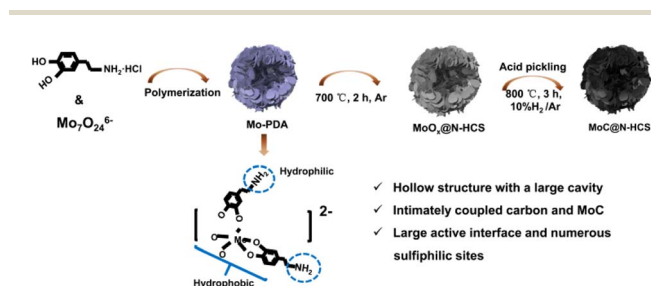 HO
HO
NH₂·HCl
&
Mo₇O₂₄⁶⁻
Polymerization
Mo-PDA
700 ℃, 2 h, Ar
MoOₓ@N-HCS
Acid pickling
800 ℃, 3 h,
10%H₂ /Ar
MoC@N-HCS
NH₂
Hydrophilic
O
O
2-
O
M
O
O
O
O
NH₂
Hydrophobic
✓ Hollow structure with a large cavity
✓ Intimately coupled carbon and MoC
✓ Large active interface and numerous
sulfiphilic sites